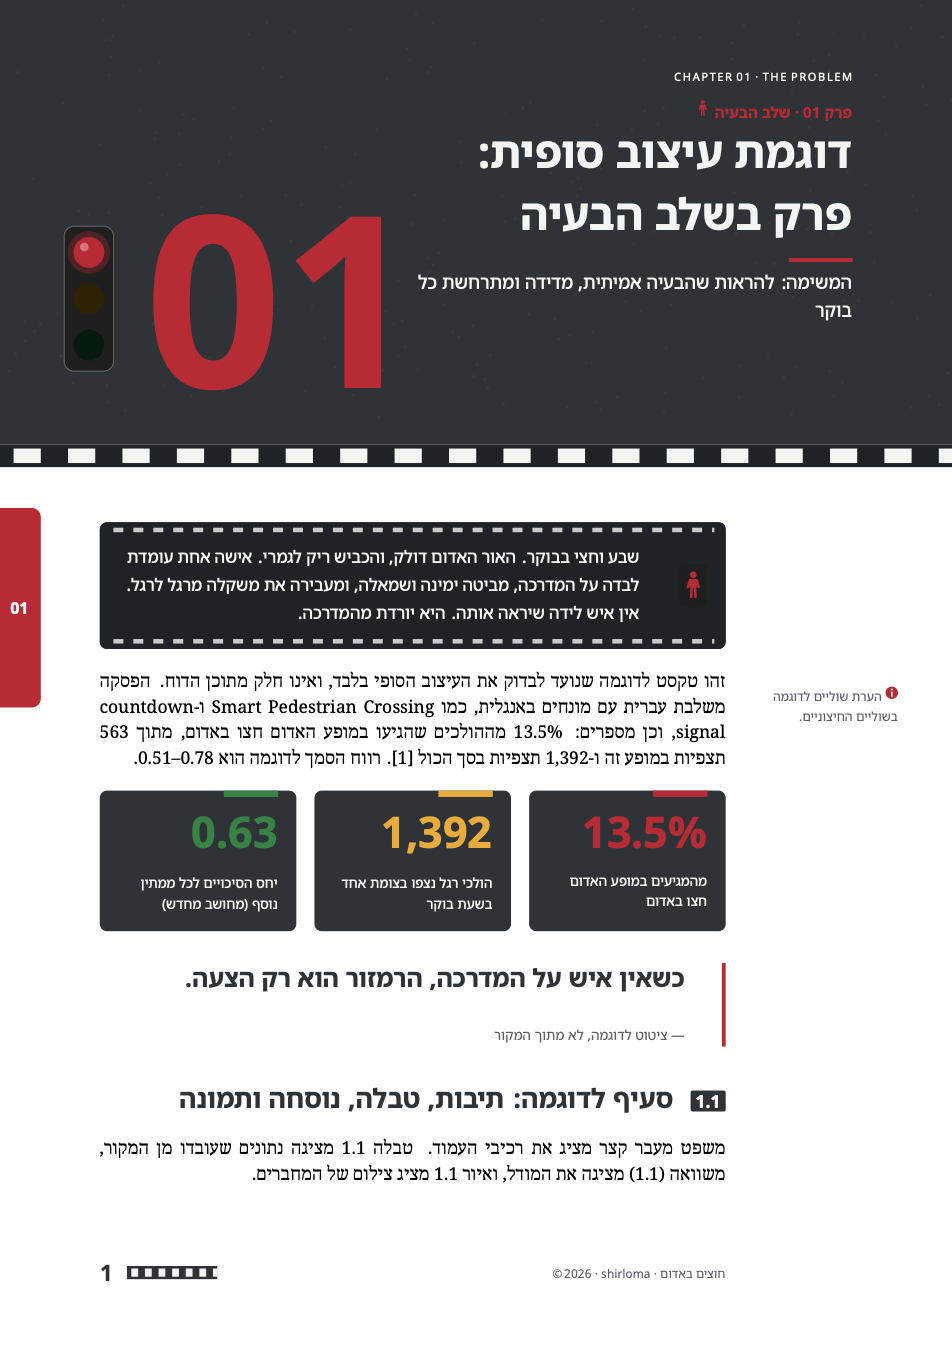 CHAPTER 01 · THE PROBLEM
פרק 01 · שלב הבעיה
דוגמת עיצוב סופית:
פרק בשלב הבעיה
01
המשימה: להראות שהבעיה אמיתית, מדידה ומתרחשת כל
בוקר
01
שבע וחצי בבוקר. האור האדום דולק, והכביש ריק לגמרי. אישה אחת עומדת
לבדה על המדרכה, מביטה ימינה ושמאלה, ומעבירה את משקלה מרגל לרגל.
אין איש לידה שיראה אותה. היא יורדת מהמדרכה.
זהו טקסט לדוגמה שנועד לבדוק את העיצוב הסופי בלבד, ואינו חלק מתוכן הדוח. הפסקה
משלבת עברית עם מונחים באנגלית, כמו Smart Pedestrian Crossing ו-countdown
signal, וכן מספרים: 13.5% מההולכים שהגיעו במופע האדום חצו באדום, מתוך 563
תצפיות במופע זה ו-1,392 תצפיות בסך הכול [1]. רווח הסמך לדוגמה הוא 0.51–0.78.
הערת שוליים לדוגמה
בשוליים החיצוניים.
13.5%
מהמגיעים במופע האדום
חצו באדום
1,392
הולכי רגל נצפו בצומת אחד
בשעת בוקר
0.63
יחס הסיכויים לכל ממתין
נוסף (מחושב מחדש)
כשאין איש על המדרכה, הרמזור הוא רק הצעה.
— ציטוט לדוגמה, לא מתוך המקור
1.1 סעיף לדוגמה: תיבות, טבלה, נוסחה ותמונה
משפט מעבר קצר מציג את רכיבי העמוד. טבלה 1.1 מציגה נתונים שעובדו מן המקור,
משוואה (1.1) מציגה את המודל, ואיור 1.1 מציג צילום של המחברים.
חוצים באדום · shirloma · 2026 ©
1